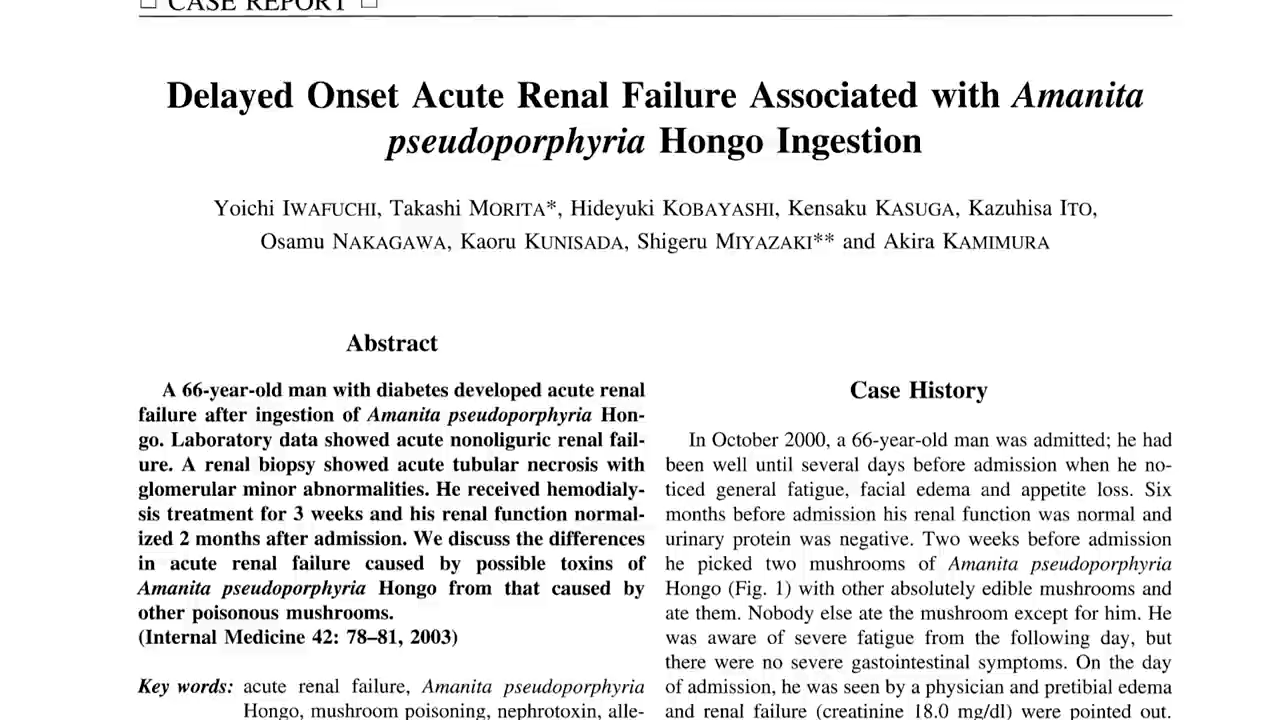 □ CASE REPORT □
Delayed Onset Acute Renal Failure Associated with Amanita
pseudoporphyria Hongo Ingestion
Yoichi IWAFUCHI, Takashi MORITA*, Hideyuki KOBAYASHI, Kensaku KASUGA, Kazuhisa ITO,
Osamu NAKAGAWA, Kaoru KUNISADA, Shigeru MIYAZAKI** and Akira KAMIMURA
Abstract
A 66-year-old man with diabetes developed acute renal
failure after ingestion of Amanita pseudoporphyria Hon-
go. Laboratory data showed acute nonoliguric renal fail-
ure. A renal biopsy showed acute tubular necrosis with
glomerular minor abnormalities. He received hemodialy-
sis treatment for 3 weeks and his renal function normal-
ized 2 months after admission. We discuss the differences
in acute renal failure caused by possible toxins of
Amanita pseudoporphyria Hongo from that caused by
other poisonous mushrooms.
(Internal Medicine 42: 78–81, 2003)
Key words: acute renal failure, Amanita pseudoporphyria
Hongo, mushroom poisoning, nephrotoxin, alle-
Case History
In October 2000, a 66-year-old man was admitted; he had
been well until several days before admission when he no-
ticed general fatigue, facial edema and appetite loss. Six
months before admission his renal function was normal and
urinary protein was negative. Two weeks before admission
he picked two mushrooms of Amanita pseudoporphyria
Hongo (Fig. 1) with other absolutely edible mushrooms and
ate them. Nobody else ate the mushroom except for him. He
was aware of severe fatigue from the following day, but
there were no severe gastointestinal symptoms. On the day
of admission, he was seen by a physician and pretibial edema
and renal failure (creatinine 18.0 mg/dl) were pointed out.